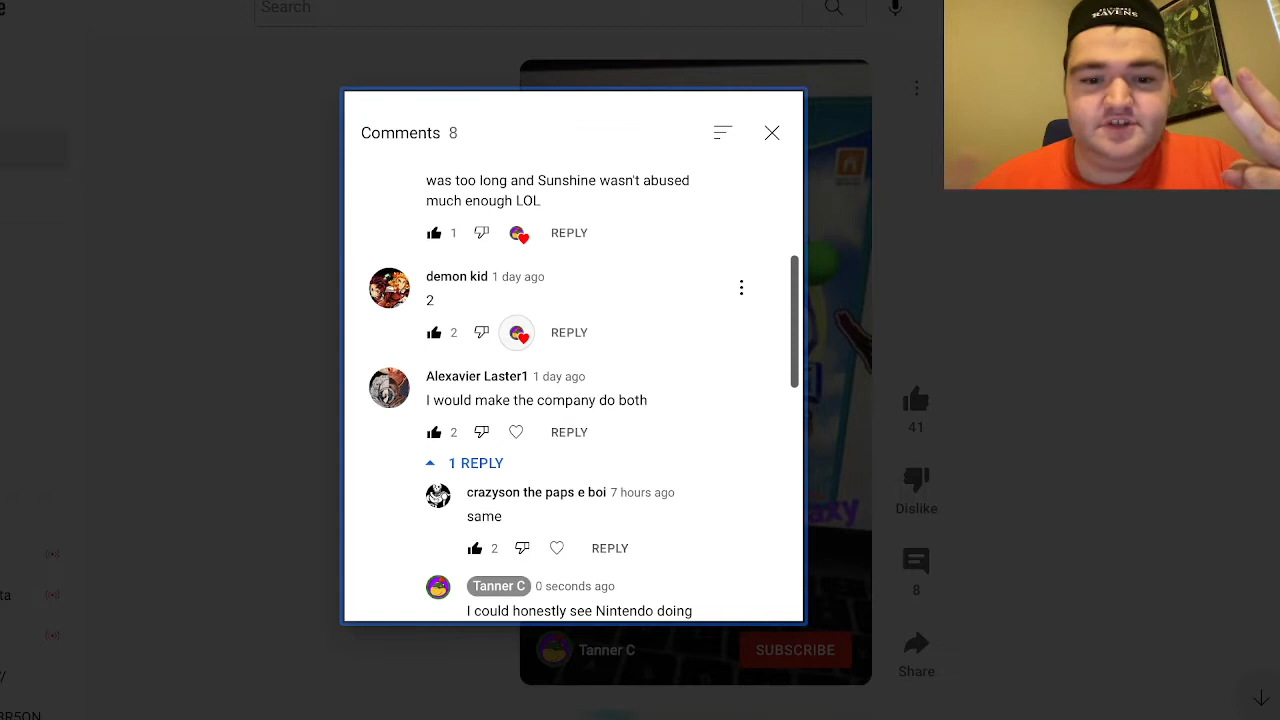 e
Search
RAVENS
Comments 8
was too long and Sunshine wasn't abused
much enough LOL
1 REPLY
demon kid 1 day ago
2
2 REPLY
Alexavier Laster1 1 day ago
I would make the company do both
2 REPLY
1 REPLY
crazyson the paps e boi 7 hours ago
same
2 REPLY
Tanner C 0 seconds ago
I could honestly see Nintendo doing
41
Dislike
8
Share
Tanner C
SUBSCRIBE
axy
ta